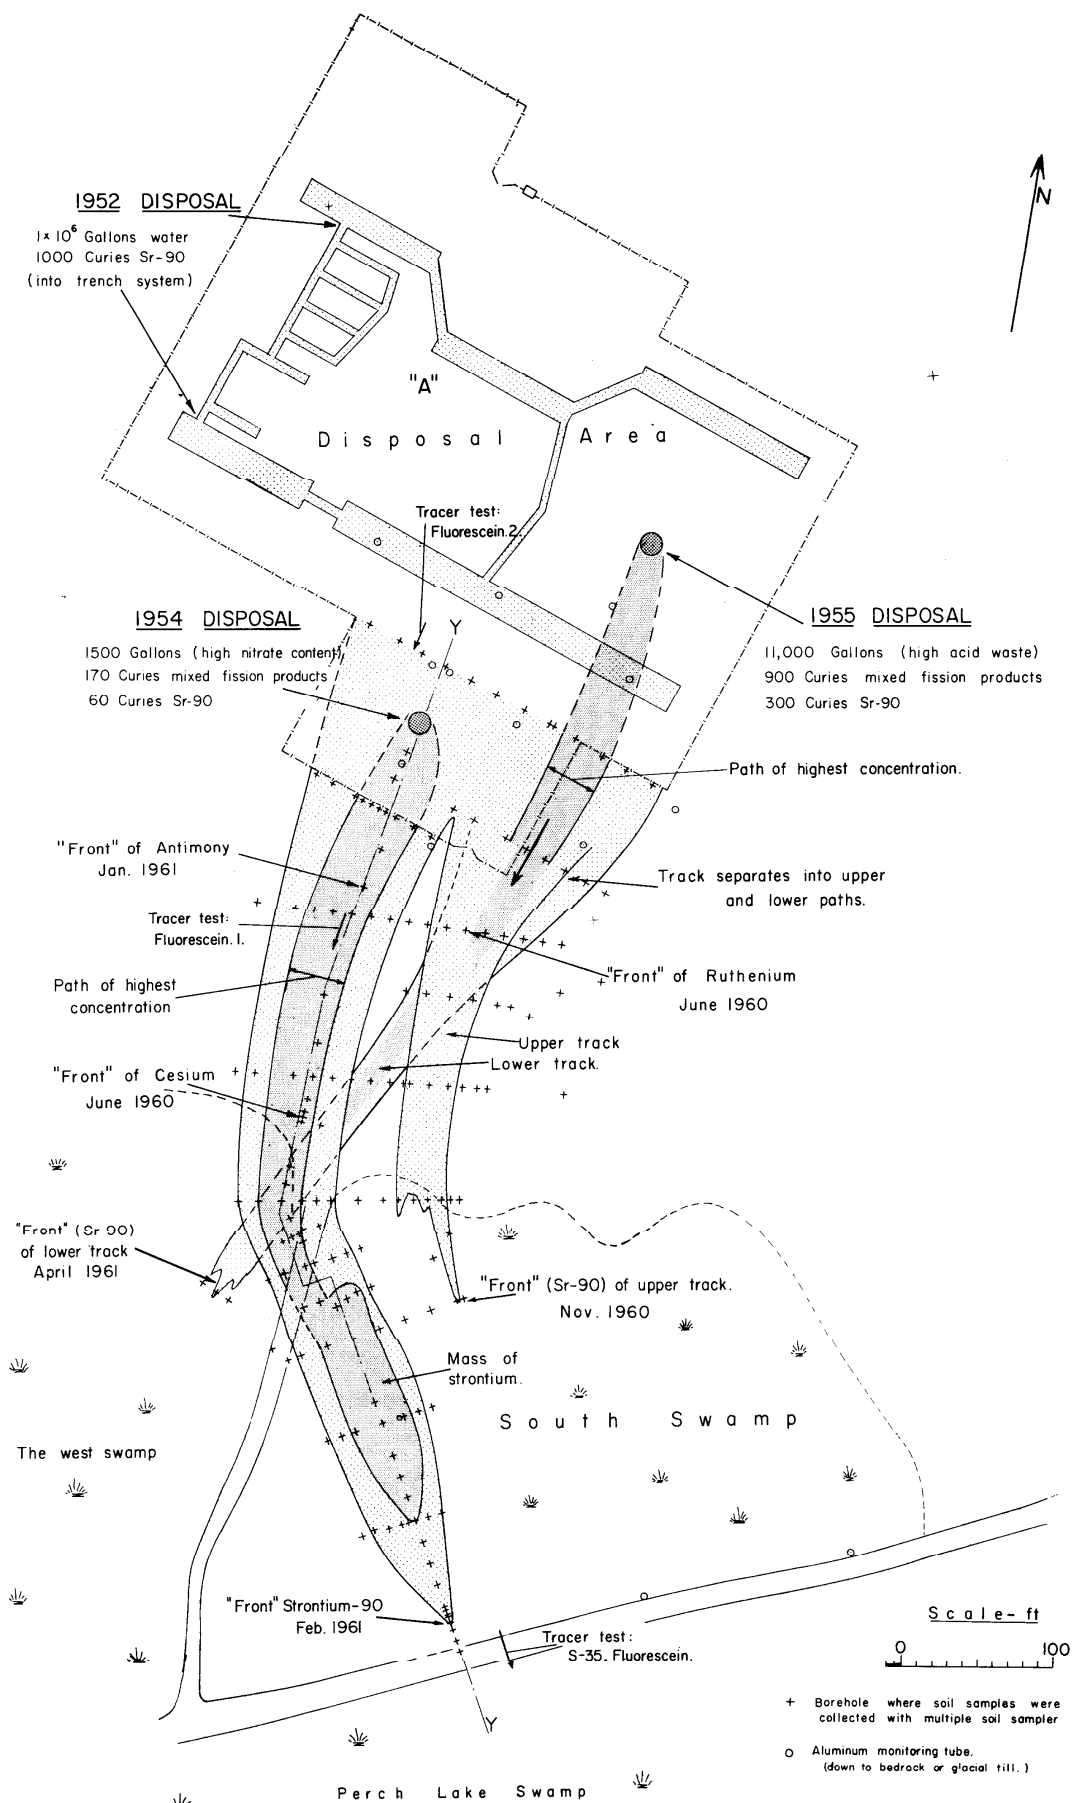 N
1952 DISPOSAL
1 x 10⁶ Gallons water
1000 Curies Sr-90
(into trench system)
"A"
Disposal Area
Tracer test:
Fluorescein.2.
1954 DISPOSAL
1500 Gallons (high nitrate content)
170 Curies mixed fission products
60 Curies Sr-90
Y
1955 DISPOSAL
11,000 Gallons (high acid waste)
900 Curies mixed fission products
300 Curies Sr-90
Path of highest concentration.
"Front" of Antimony
Jan. 1961
Track separates into upper
and lower paths.
Tracer test:
Fluorescein.1.
Path of highest
concentration
"Front" of Ruthenium
June 1960
Upper track
Lower track.
"Front" of Cesium
June 1960
"Front" (Sr 90)
of lower track
April 1961
"Front" (Sr-90) of upper track.
Nov. 1960
Mass of
strontium.
South Swamp
The west swamp
"Front" Strontium-90
Feb. 1961
Tracer test:
S-35. Fluorescein.
Y
Scale-ft
0 100
+ Borehole where soil samples were
collected with multiple soil sampler
o Aluminum monitoring tube.
(down to bedrock or glacial till.)
Perch Lake Swamp